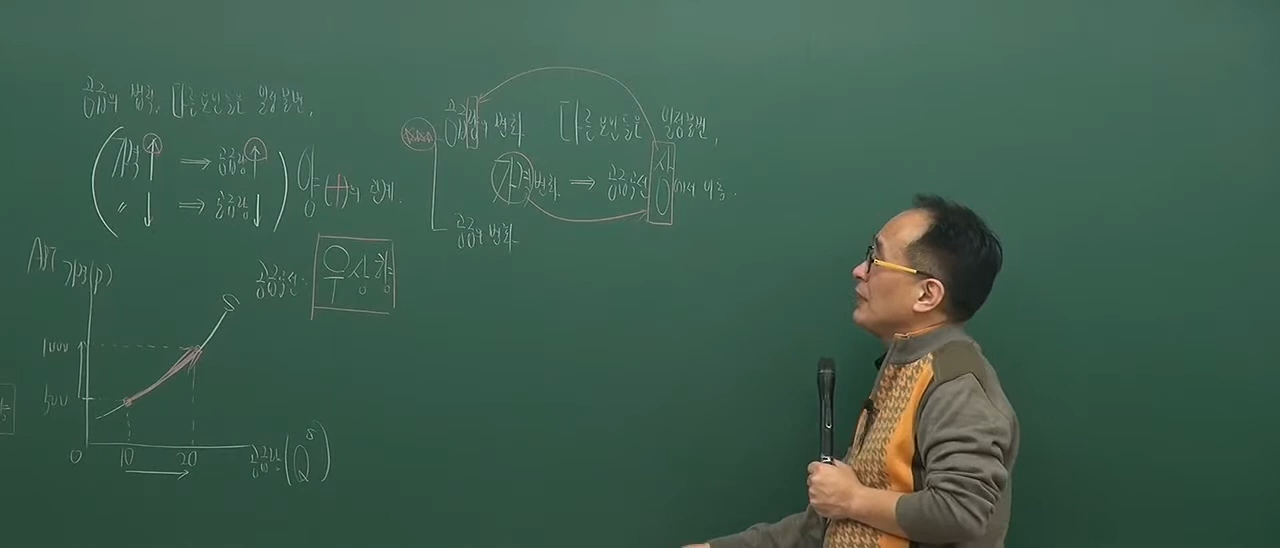 공급의 법칙. [다른 요인들은 일정불변.
(가격↑ ⇒ 공급량↑
〃 ↓ ⇒ 공급량↓) 양(+)의 관계.
가격(P)
공급곡선: 우상향
S
1000
500
0 10 20 공급량(Qˢ)
공급량의 변화 [다른 요인들은 일정불변,
가격변화 ⇒ 공급곡선 상에서 이동.
공급의 변화